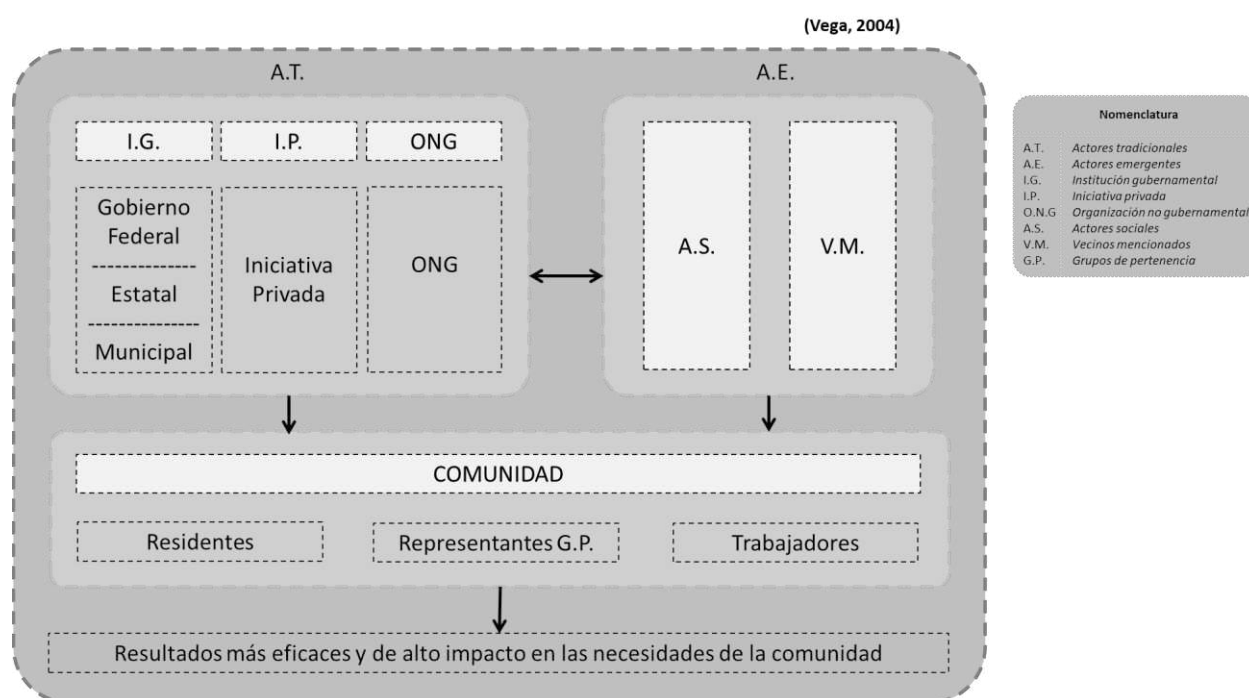 (Vega, 2004)
A.T.
A.E.
I.G.
I.P.
ONG
Gobierno
Federal
Estatal
Municipal
Iniciativa
Privada
ONG
A.S.
V.M.
COMUNIDAD
Residentes
Representantes G.P.
Trabajadores
Resultados más eficaces y de alto impacto en las necesidades de la comunidad
Nomenclatura
A.T. Actores tradicionales
A.E. Actores emergentes
I.G. Institución gubernamental
I.P. Iniciativa privada
O.N.G Organización no gubernamental
A.S. Actores sociales
V.M. Vecinos mencionados
G.P. Grupos de pertenencia